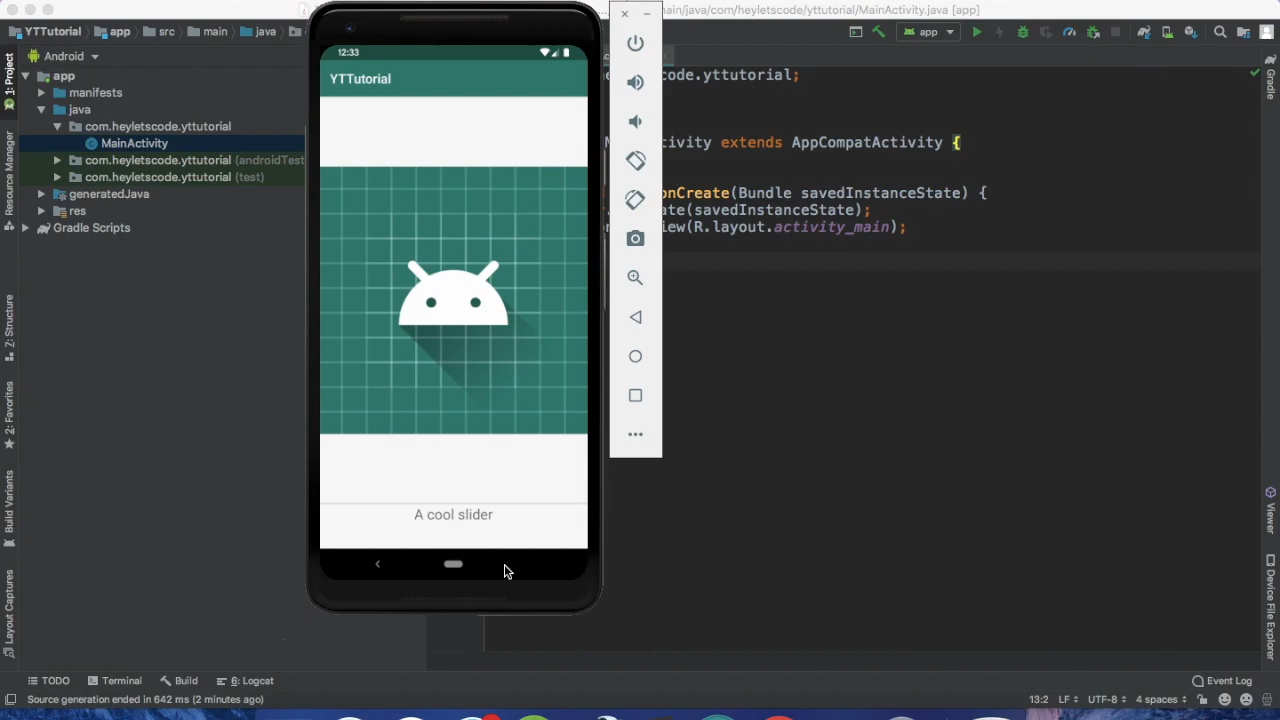 main/java/com/heyletscode/yttutorial/MainActivity.java [app]
YTTutorial
app
src
main
java
app
1: Project
Resource Manager
Z: Structure
2: Favorites
Build Variants
Layout Captures
Android
app
manifests
java
com.heyletscode.yttutorial
MainActivity
com.heyletscode.yttutorial (androidTest
com.heyletscode.yttutorial (test)
generatedJava
res
Gradle Scripts
12:33
YTTutorial
A cool slider
code.yttutorial;
ctivity extends AppCompatActivity {
onCreate(Bundle savedInstanceState) {
ate(savedInstanceState);
iew(R.layout.activity_main);
Gradle
Viewer
Device File Explorer
TODO
Terminal
Build
6: Logcat
Event Log
Source generation ended in 642 ms (2 minutes ago)
13:2
LF
UTF-8
4 spaces